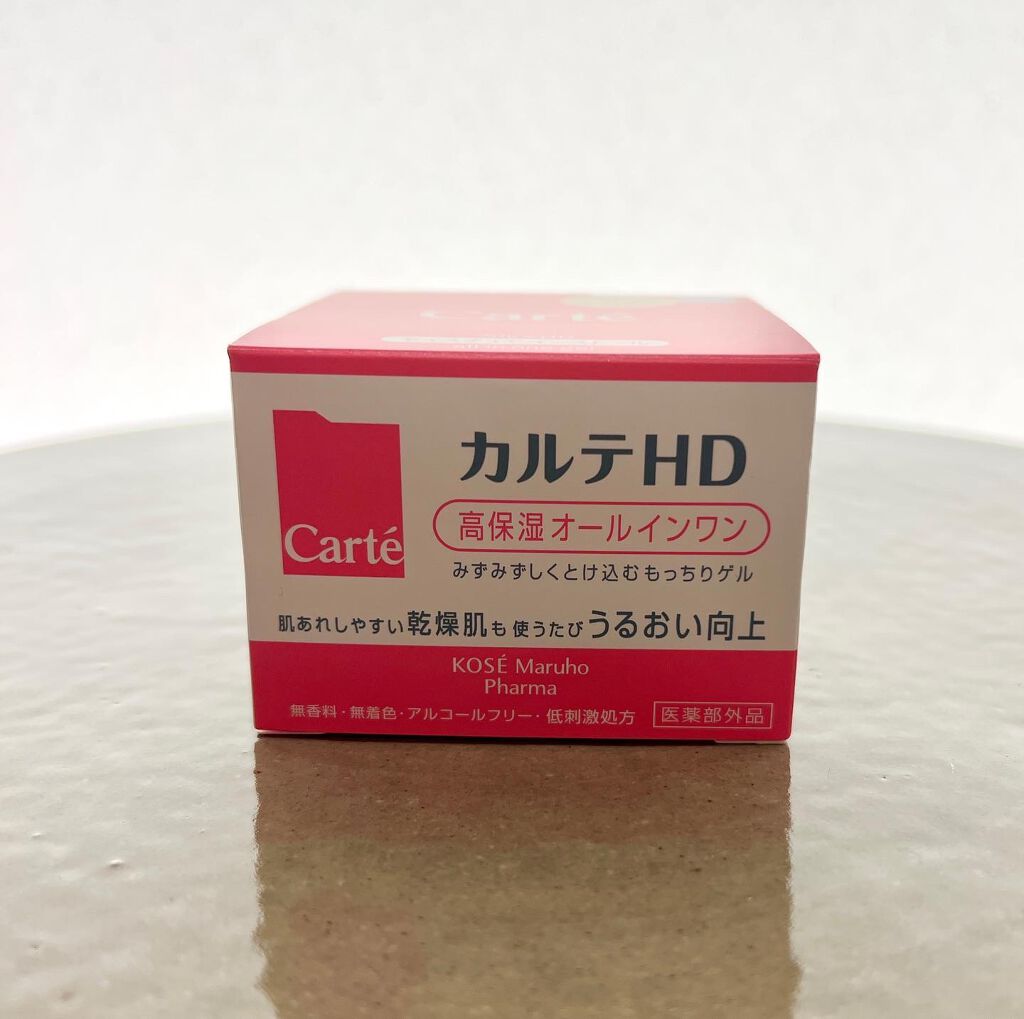 Carté
カルテHD
高保湿オールインワン
みずみずしくとけ込むもっちりゲル
Carté
肌あれしやすい乾燥肌も使うたびうるおい向上
KOSÉ Maruho
Pharma
無香料・無着色・アルコールフリー・低刺激処方 医薬部外品